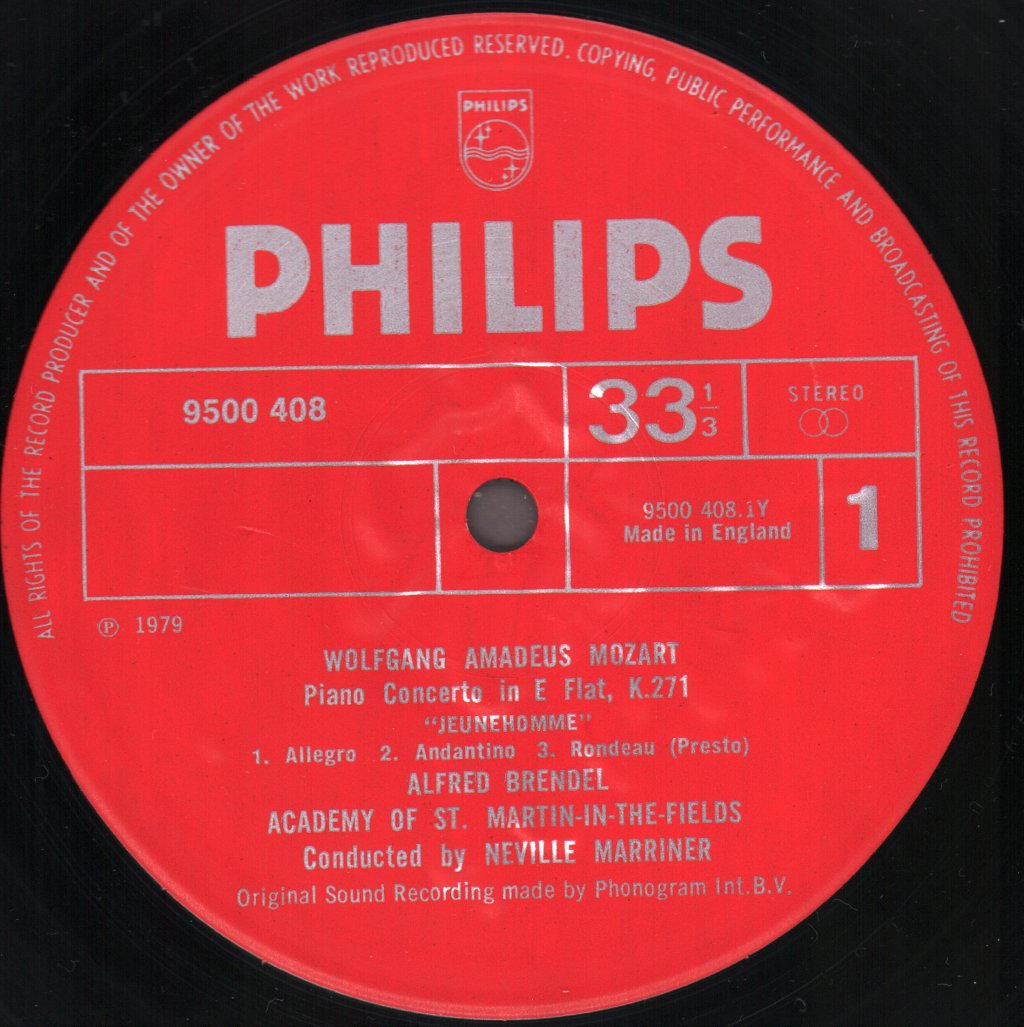 ALL RIGHTS OF THE RECORD PRODUCER AND OF THE OWNER OF THE WORK REPRODUCED RESERVED. COPYING, PUBLIC PERFORMANCE AND BROADCASTING OF THIS RECORD PROHIBITED
PHILIPS
PHILIPS
9500 408
33 1/3
STEREO
9500 408.1Y
Made in England
1
Ⓟ 1979
WOLFGANG AMADEUS MOZART
Piano Concerto in E Flat, K.271
"JEUNEHOMME"
1. Allegro 2. Andantino 3. Rondeau (Presto)
ALFRED BRENDEL
ACADEMY OF ST. MARTIN-IN-THE-FIELDS
Conducted by NEVILLE MARRINER
Original Sound Recording made by Phonogram Int.B.V.